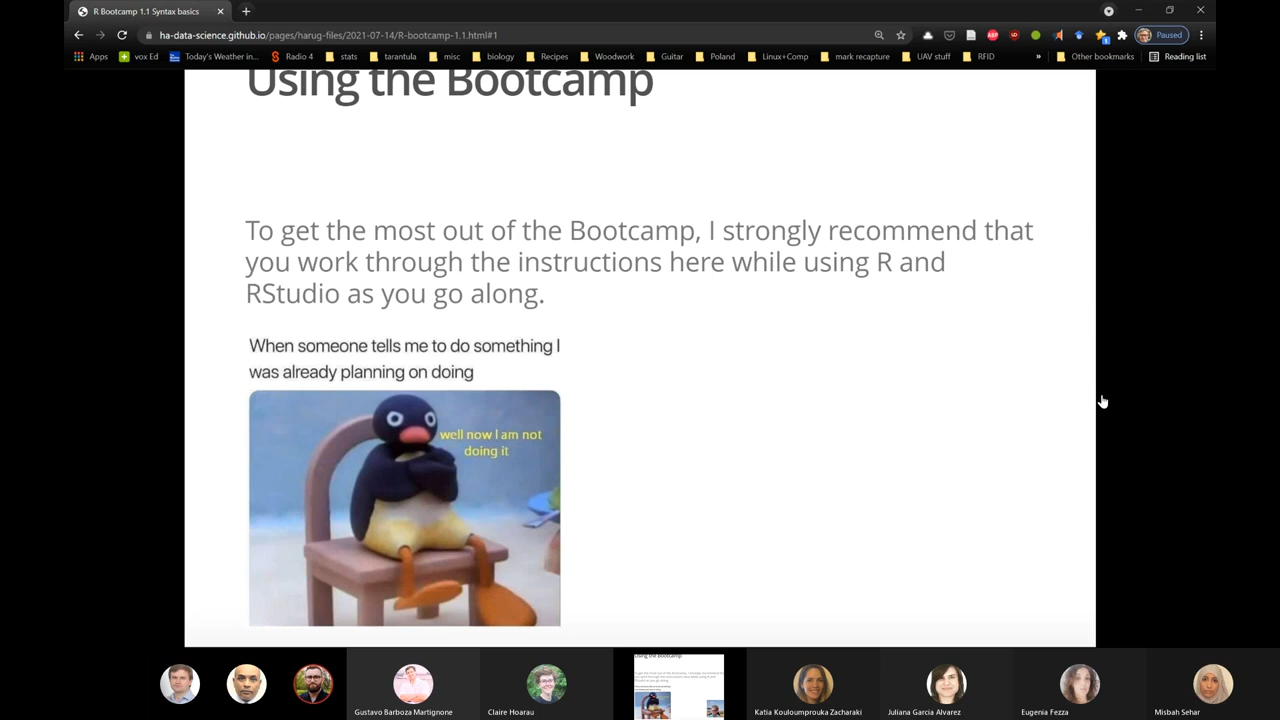 R Bootcamp 1.1 Syntax basics
ha-data-science.github.io/pages/harug-files/2021-07-14/R-bootcamp-1.1.html#1
Paused
Apps vox Ed Today's Weather in... Radio 4 stats tarantula misc biology Recipes Woodwork Guitar Poland Linux+Comp mark recapture UAV stuff RFID » Other bookmarks Reading list
Using the Bootcamp
To get the most out of the Bootcamp, I strongly recommend that
you work through the instructions here while using R and
RStudio as you go along.
When someone tells me to do something I
was already planning on doing
well now I am not
doing it
Gustavo Barboza Martignone
Claire Hoarau
Katia Kouloumprouka Zacharaki
Juliana Garcia Alvarez
Eugenia Fezza
Misbah Sehar